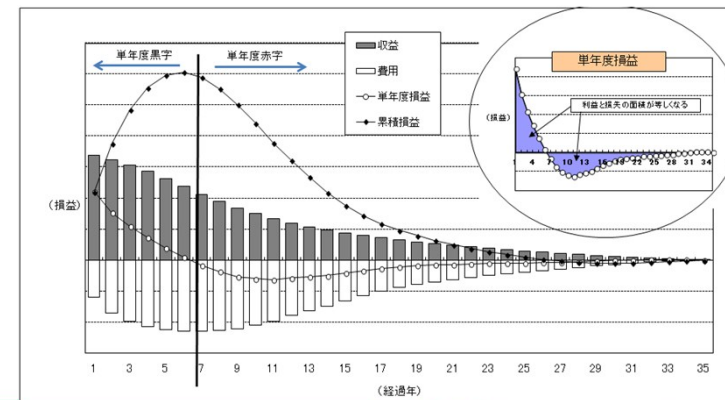 単年度黒字
単年度赤字
収益
費用
単年度損益
累積損益
(損益)
1 3 5 7 9 11 13 15 17 19 21 23 25 27 29 31 33 35
(経過年)
単年度損益
利益と損失の面積が等しくなる
(損益)
1 4 7 10 13 16 19 22 25 28 31 34